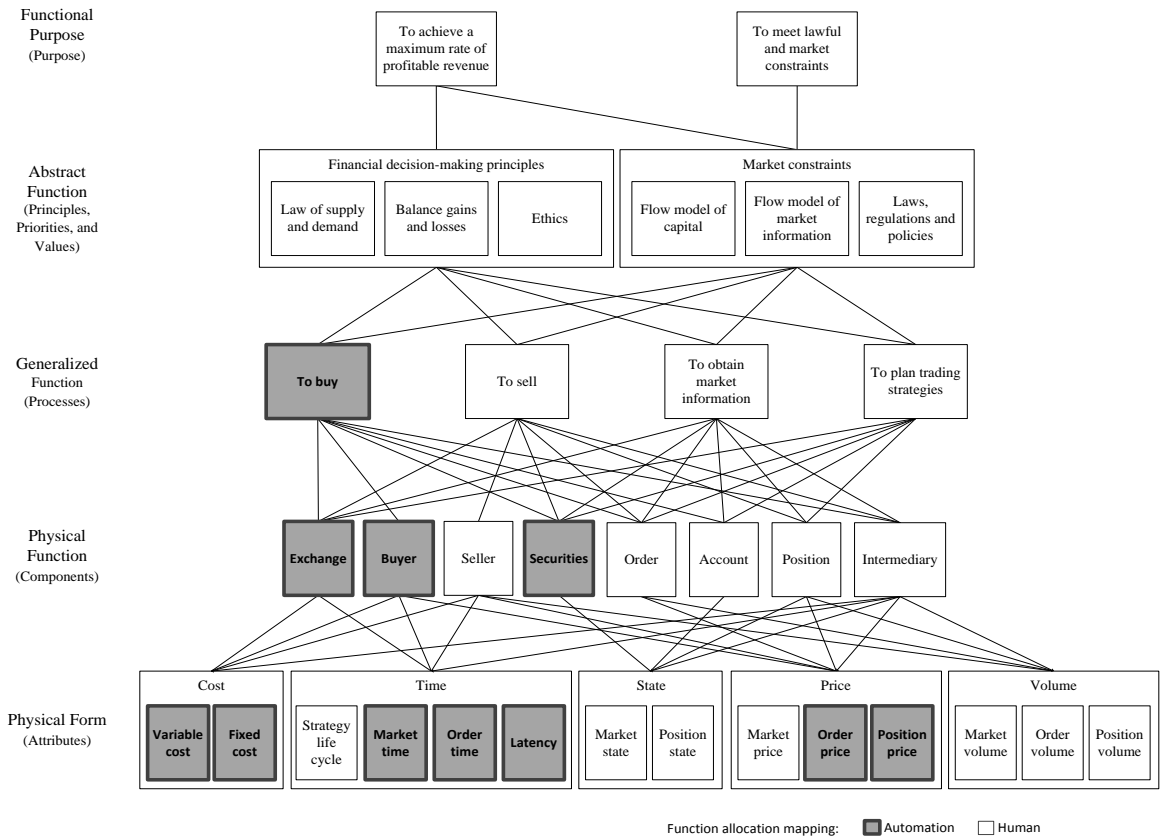 Functional
Purpose
(Purpose)
To achieve a
maximum rate of
profitable revenue
To meet lawful
and market
constraints
Abstract
Function
(Principles,
Priorities, and
Values)
Financial decision-making principles
Law of supply
and demand
Balance gains
and losses
Ethics
Market constraints
Flow model of
capital
Flow model of
market
information
Laws,
regulations and
policies
Generalized
Function
(Processes)
To buy
To sell
To obtain
market
information
To plan trading
strategies
Physical
Function
(Components)
Exchange
Buyer
Seller
Securities
Order
Account
Position
Intermediary
Physical Form
(Attributes)
Cost
Variable
cost
Fixed
cost
Time
Strategy
life
cycle
Market
time
Order
time
Latency
State
Market
state
Position
state
Price
Market
price
Order
price
Position
price
Volume
Market
volume
Order
volume
Position
volume
Function allocation mapping: Automation Human